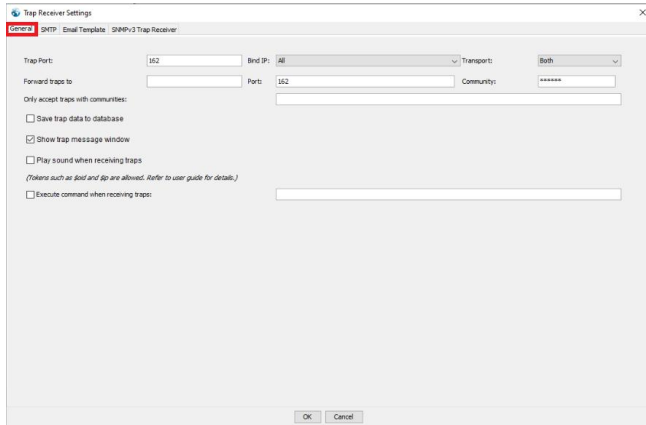 Trap Receiver Settings
General SMTP Email Template SNMPv3 Trap Receiver
Trap Port: 162 Bind IP: All Transport: Both
Forward traps to Port: 162 Community: ******
Only accept traps with communities:
Save trap data to database
Show trap message window
Play sound when receiving traps
(Tokens such as $oid and $ip are allowed. Refer to user guide for details.)
Execute command when receiving traps:
OK Cancel